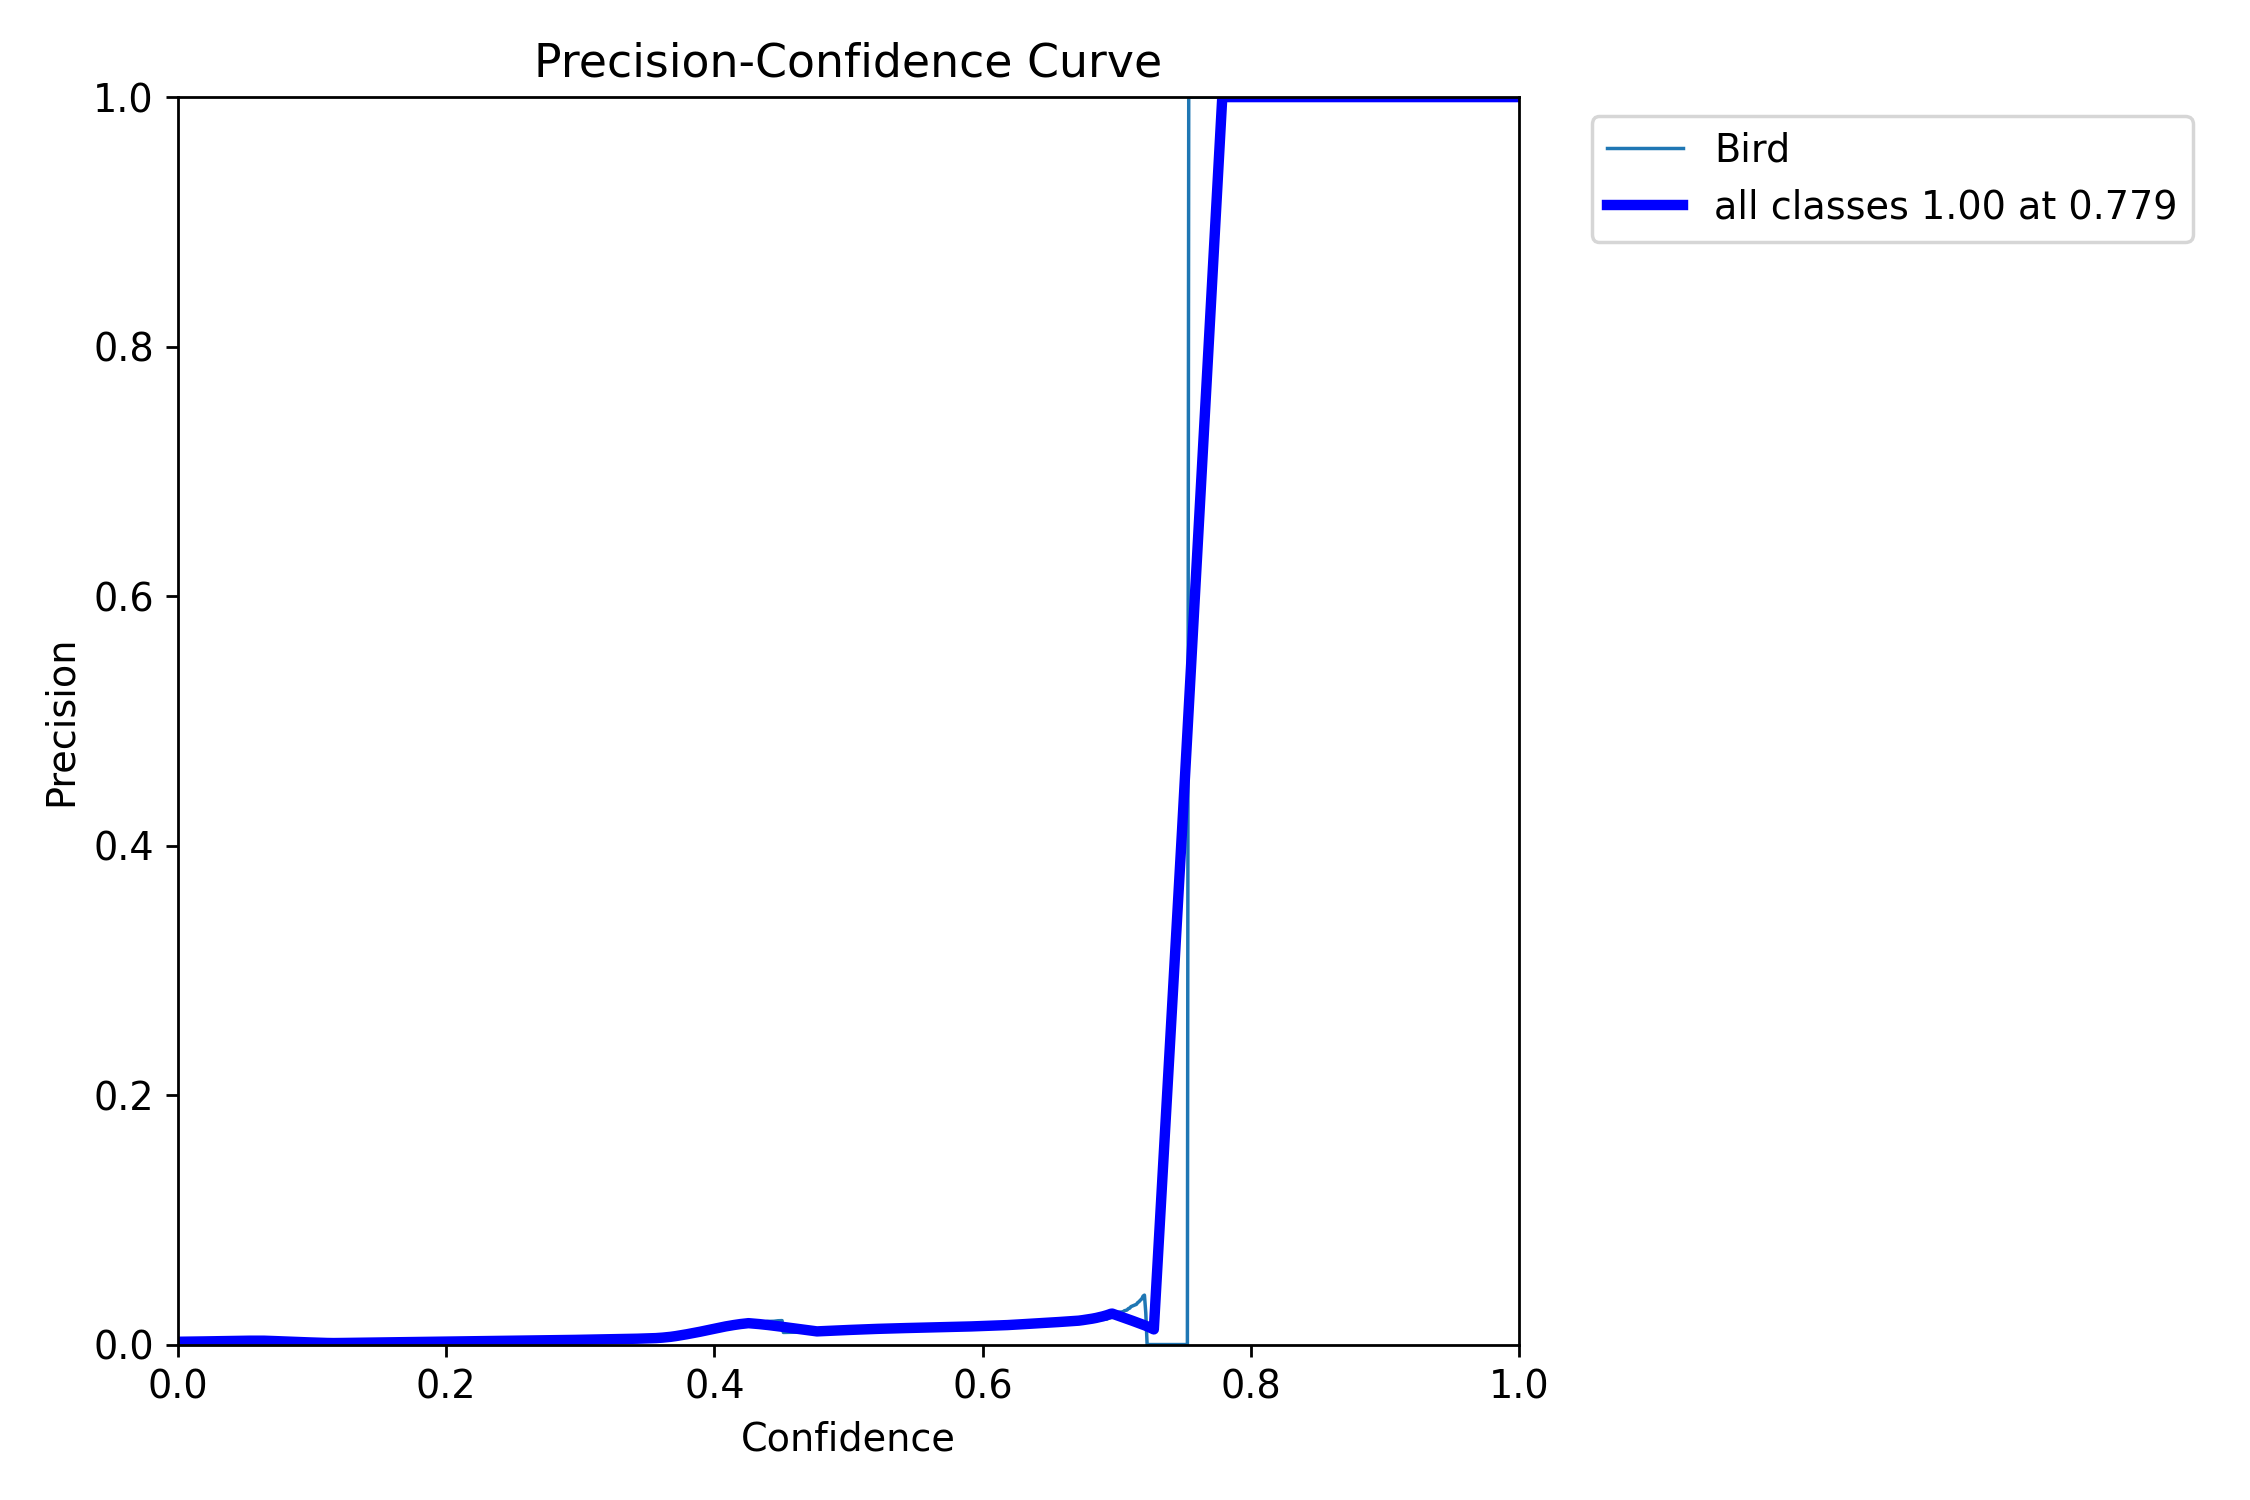 Precision-Confidence Curve
1.0
0.8
0.6
0.4
0.2
0.0
Precision
0.0 0.2 0.4 0.6 0.8 1.0
Confidence
Bird
all classes 1.00 at 0.779